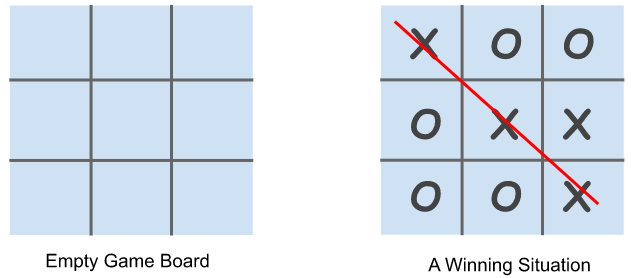 X O O
O X X
O O X
Empty Game Board
A Winning Situation